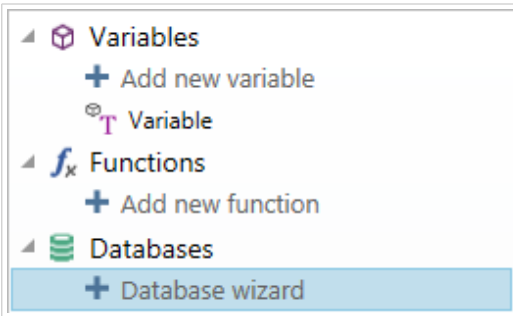 Variables
Add new variable
Variable
Functions
Add new function
Databases
Database wizard